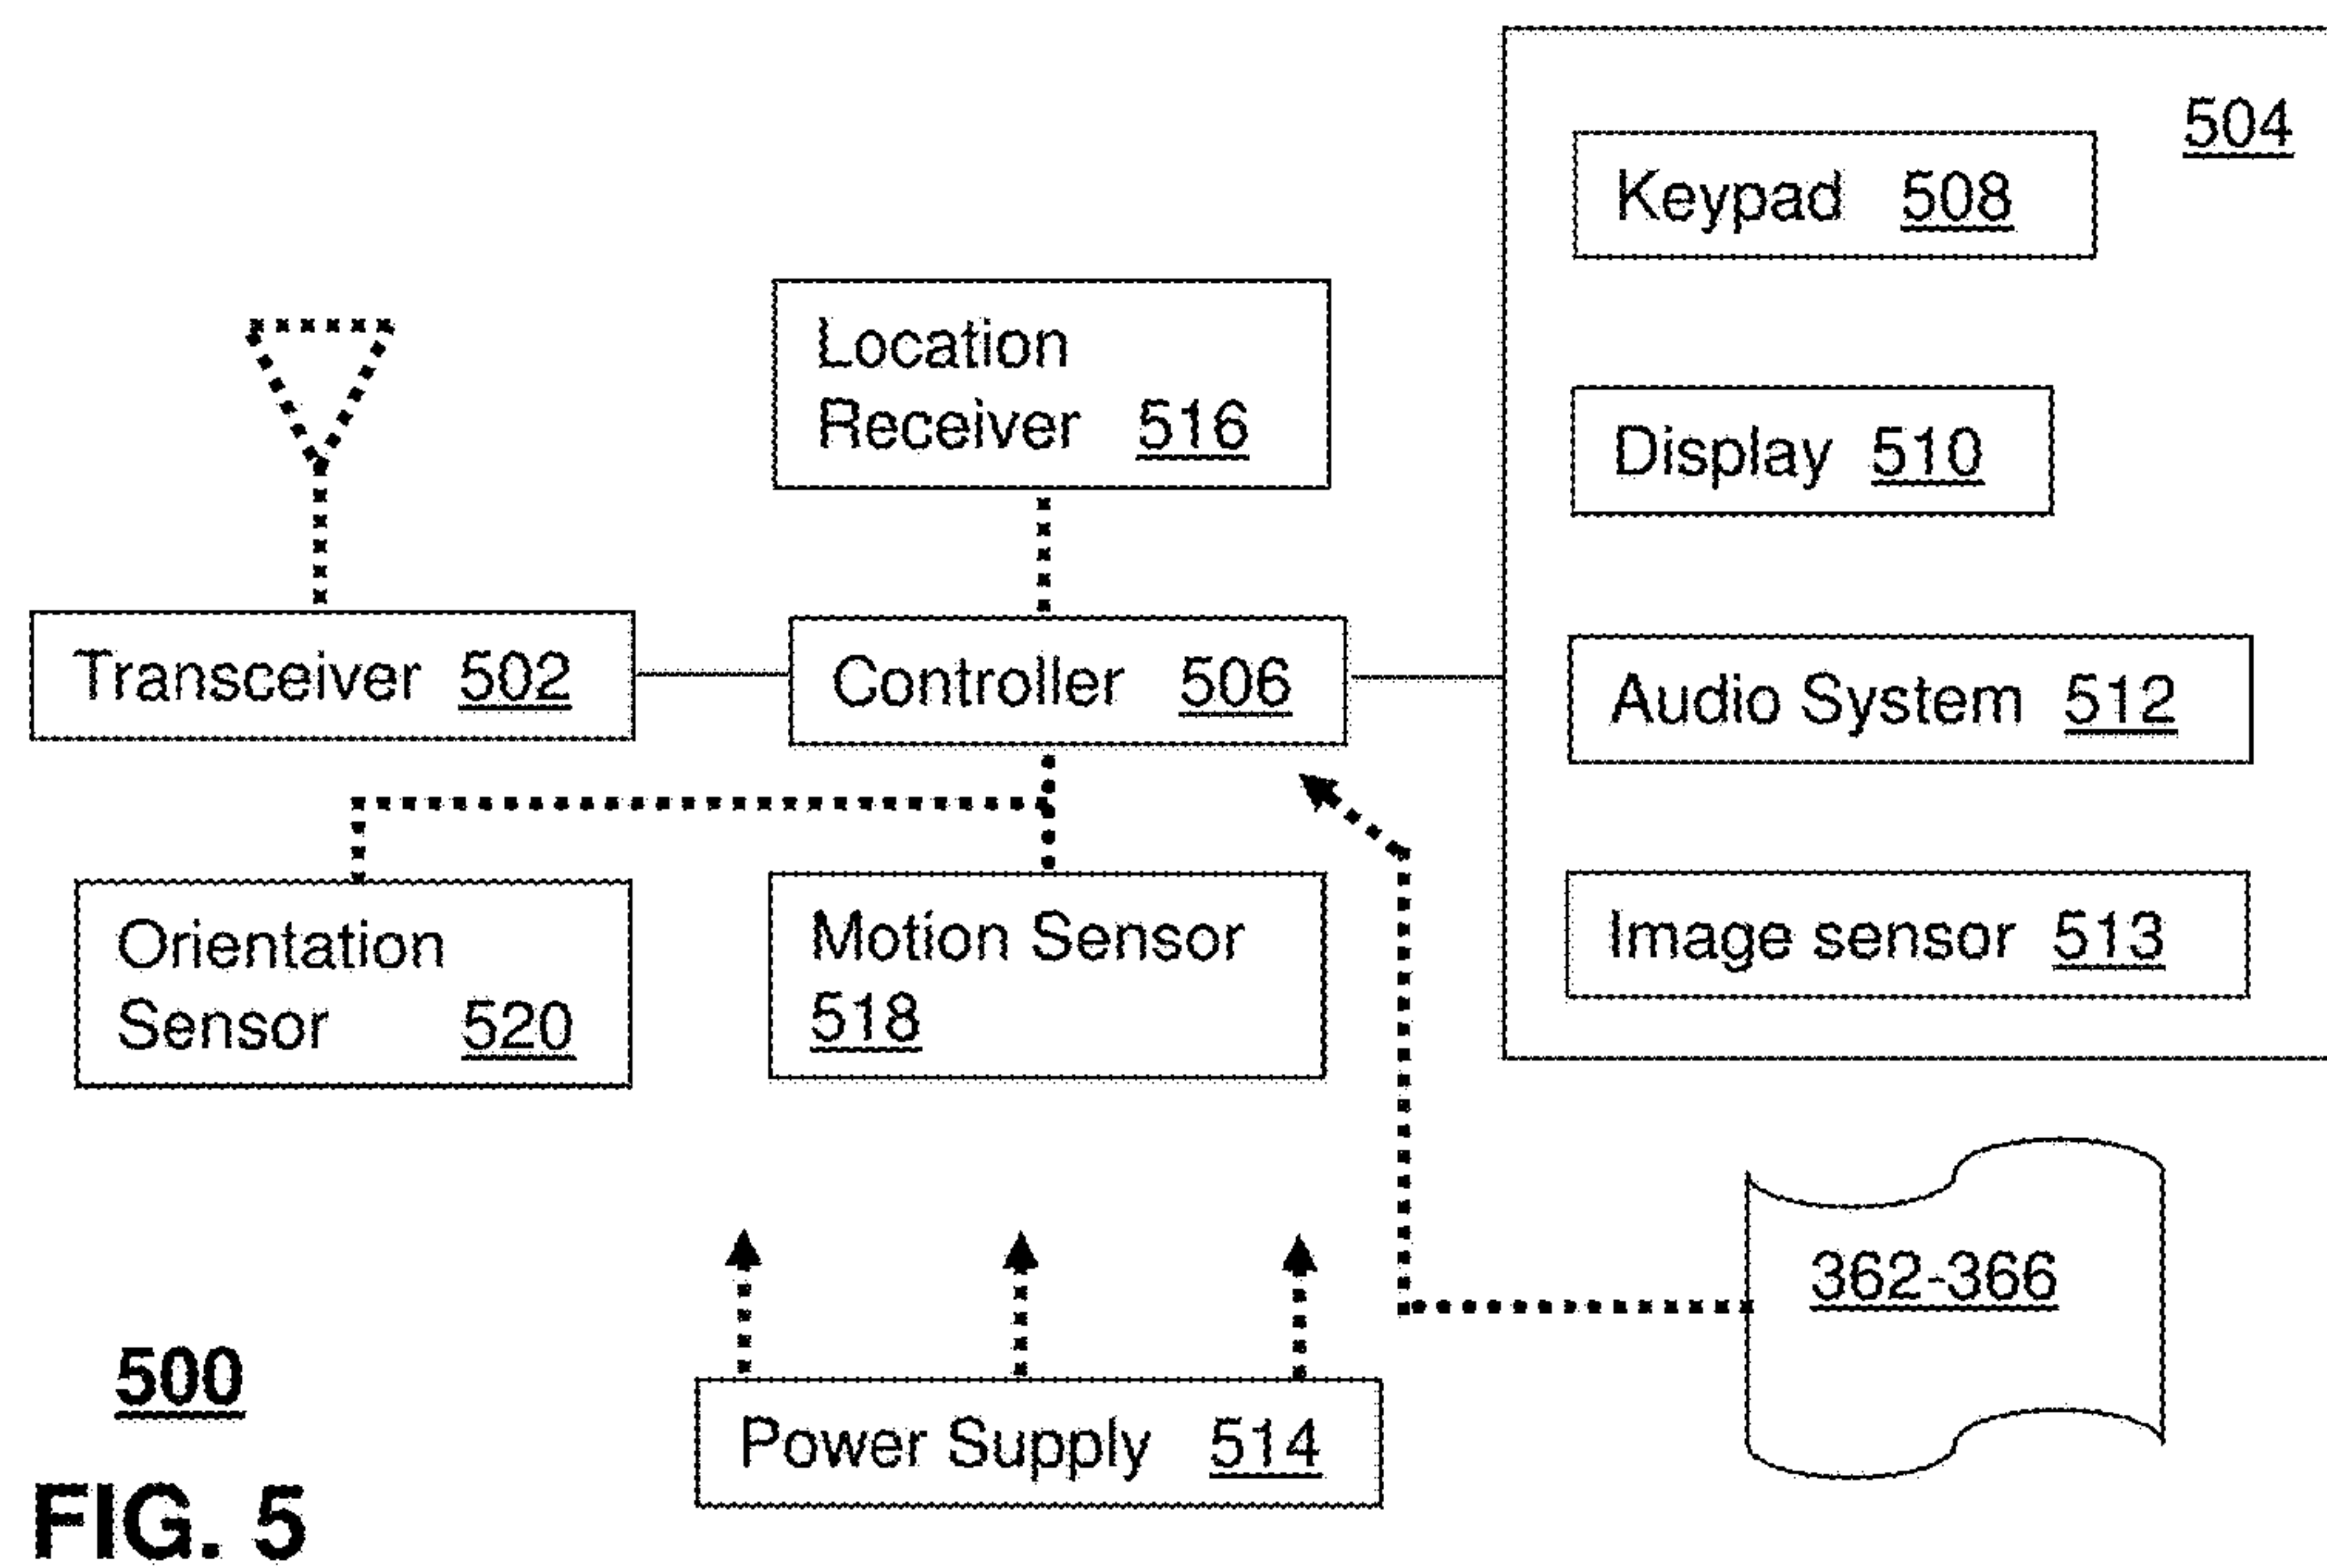 504
Keypad 508
Location
Receiver 516
Display 510
Transceiver 502
Controller 506
Audio System 512
Orientation
Sensor 520
Motion Sensor
518
Image sensor 513
362-366
500
Power Supply 514
FIG. 5